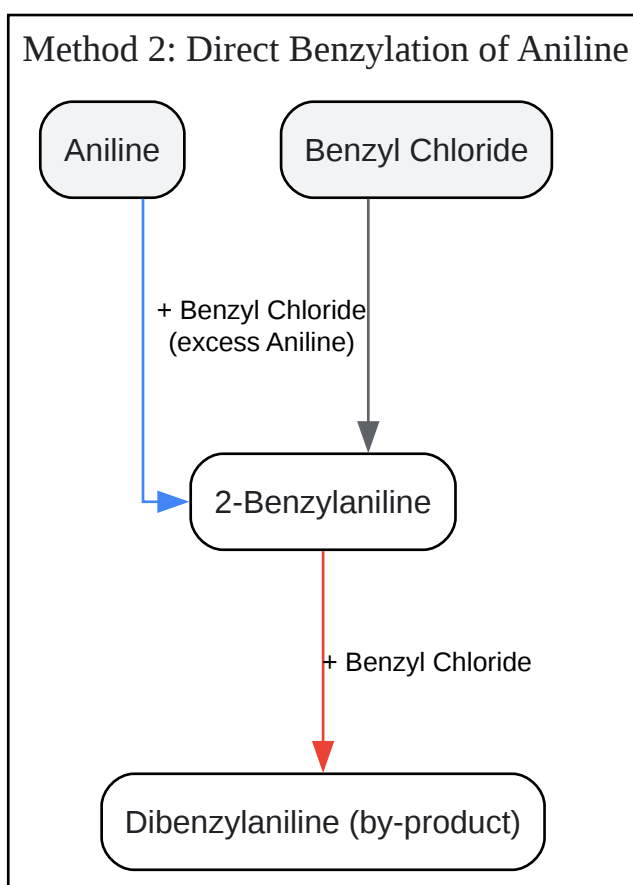 Method 2: Direct Benzylation of Aniline
Aniline
Benzyl Chloride
+ Benzyl Chloride
(excess Aniline)
2-Benzylaniline
+ Benzyl Chloride
Dibenzylaniline (by-product)